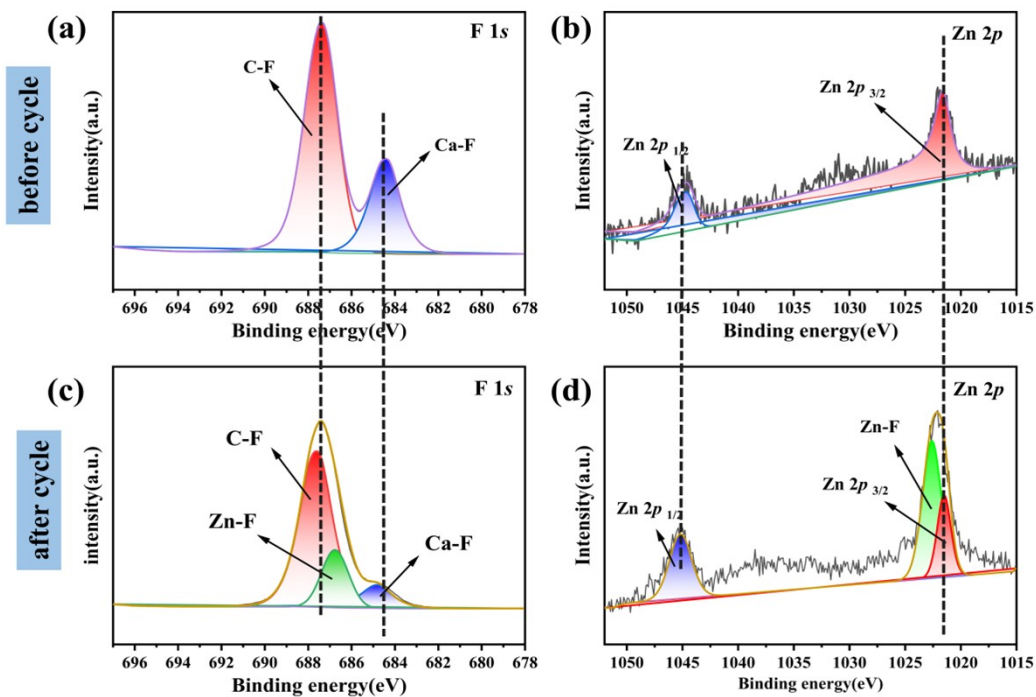 before cycle
(a)
F 1s
C-F
Ca-F
Intensity(a.u.)
696 694 692 690 688 686 684 682 680 678
Binding energy(eV)
(b)
Zn 2p
Zn 2p 3/2
Zn 2p 1/2
Intensity(a.u.)
1050 1045 1040 1035 1030 1025 1020 1015
Binding energy(eV)
after cycle
(c)
F 1s
C-F
Zn-F
Ca-F
intensity(a.u.)
696 694 692 690 688 686 684 682 680 678
Binding energy(eV)
(d)
Zn 2p
Zn-F
Zn 2p 3/2
Zn 2p 1/2
Intensity(a.u.)
1050 1045 1040 1035 1030 1025 1020 1015
Binding energy(eV)